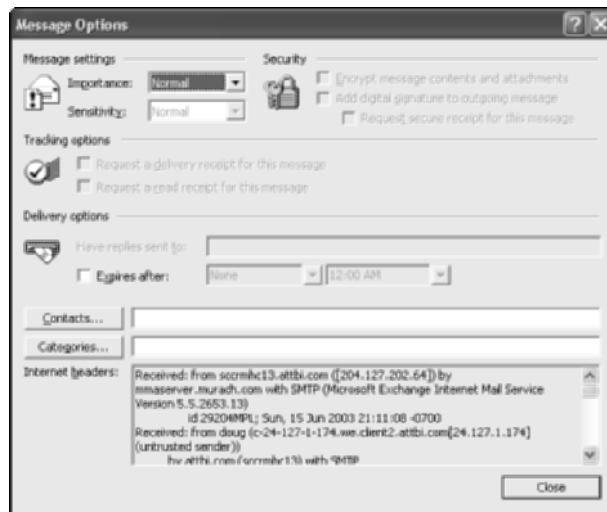 Message Options
Message settings
Security
Importance: Normal
Sensitivity: Normal
Encrypt message contents and attachments
Add digital signature to outgoing message
Request secure receipt for this message
Tracking options
Request a delivery receipt for this message
Request a read receipt for this message
Delivery options
Have replies sent to:
Expires after: None 12:00 AM
Contacts...
Categories...
Internet headers:
Received: from sccrmhc13.attbi.com ([204.127.202.64]) by
mmaserver.murach.com with SMTP (Microsoft Exchange Internet Mail Service
Version 5.5.2653.13)
id 29204MPL; Sun, 15 Jun 2003 21:11:08 -0700
Received: from doug (c-24-127-1-174.we.client2.attbi.com[24.127.1.174]
(untrusted sender))
by attbi.com (sccrmhc13) with SMTP
Close